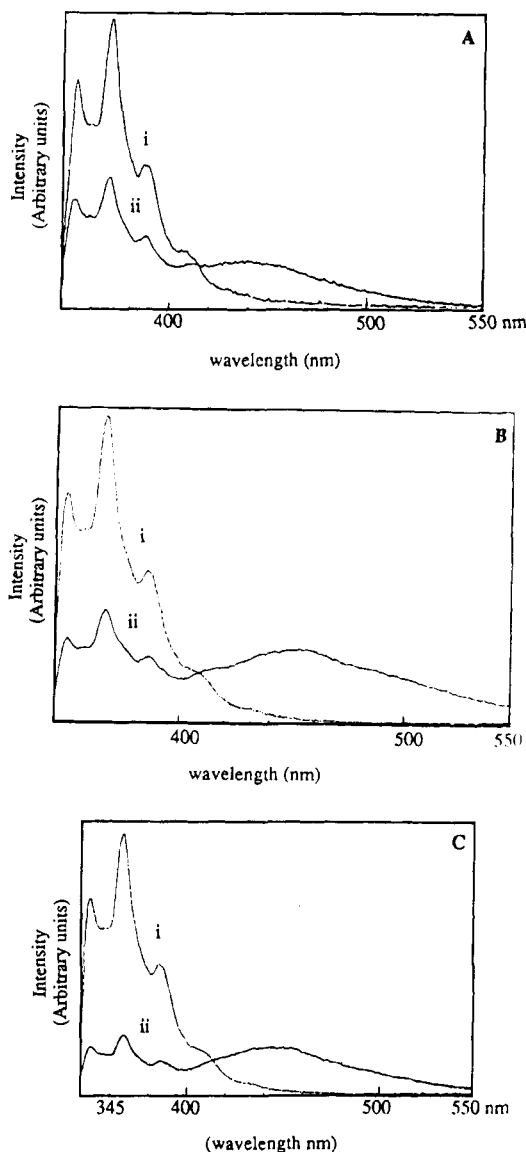 A
Intensity
(Arbitrary units)
i
ii
400
500
550 nm
wavelength (nm)
B
Intensity
(Arbitrary units)
i
ii
400
500
550
wavelength (nm)
C
Intensity
(Arbitrary units)
i
ii
345
400
500
550 nm
(wavelength nm)